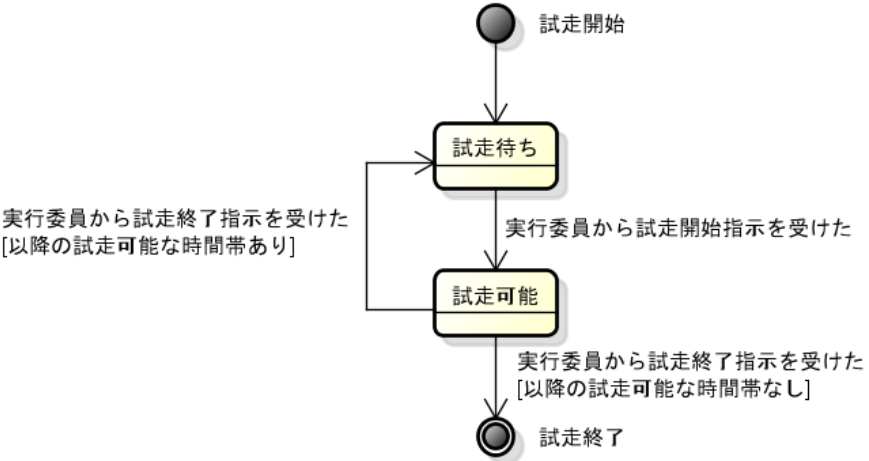 試走開始
試走待ち
実行委員から試走終了指示を受けた
[以降の試走可能な時間帯あり]
実行委員から試走開始指示を受けた
試走可能
実行委員から試走終了指示を受けた
[以降の試走可能な時間帯なし]
試走終了